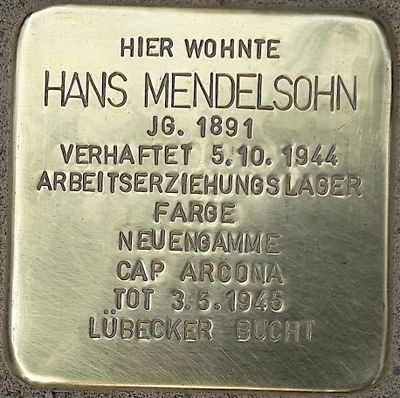 HIER WOHNTE
HANS MENDELSOHN
JG. 1891
VERHAFTET 5.10.1944
ARBEITSERZIEHUNGSLAGER
FARGE
NEUENGAMME
CAP ARCONA
TOT 3.5.1945
LÜBECKER BUCHT